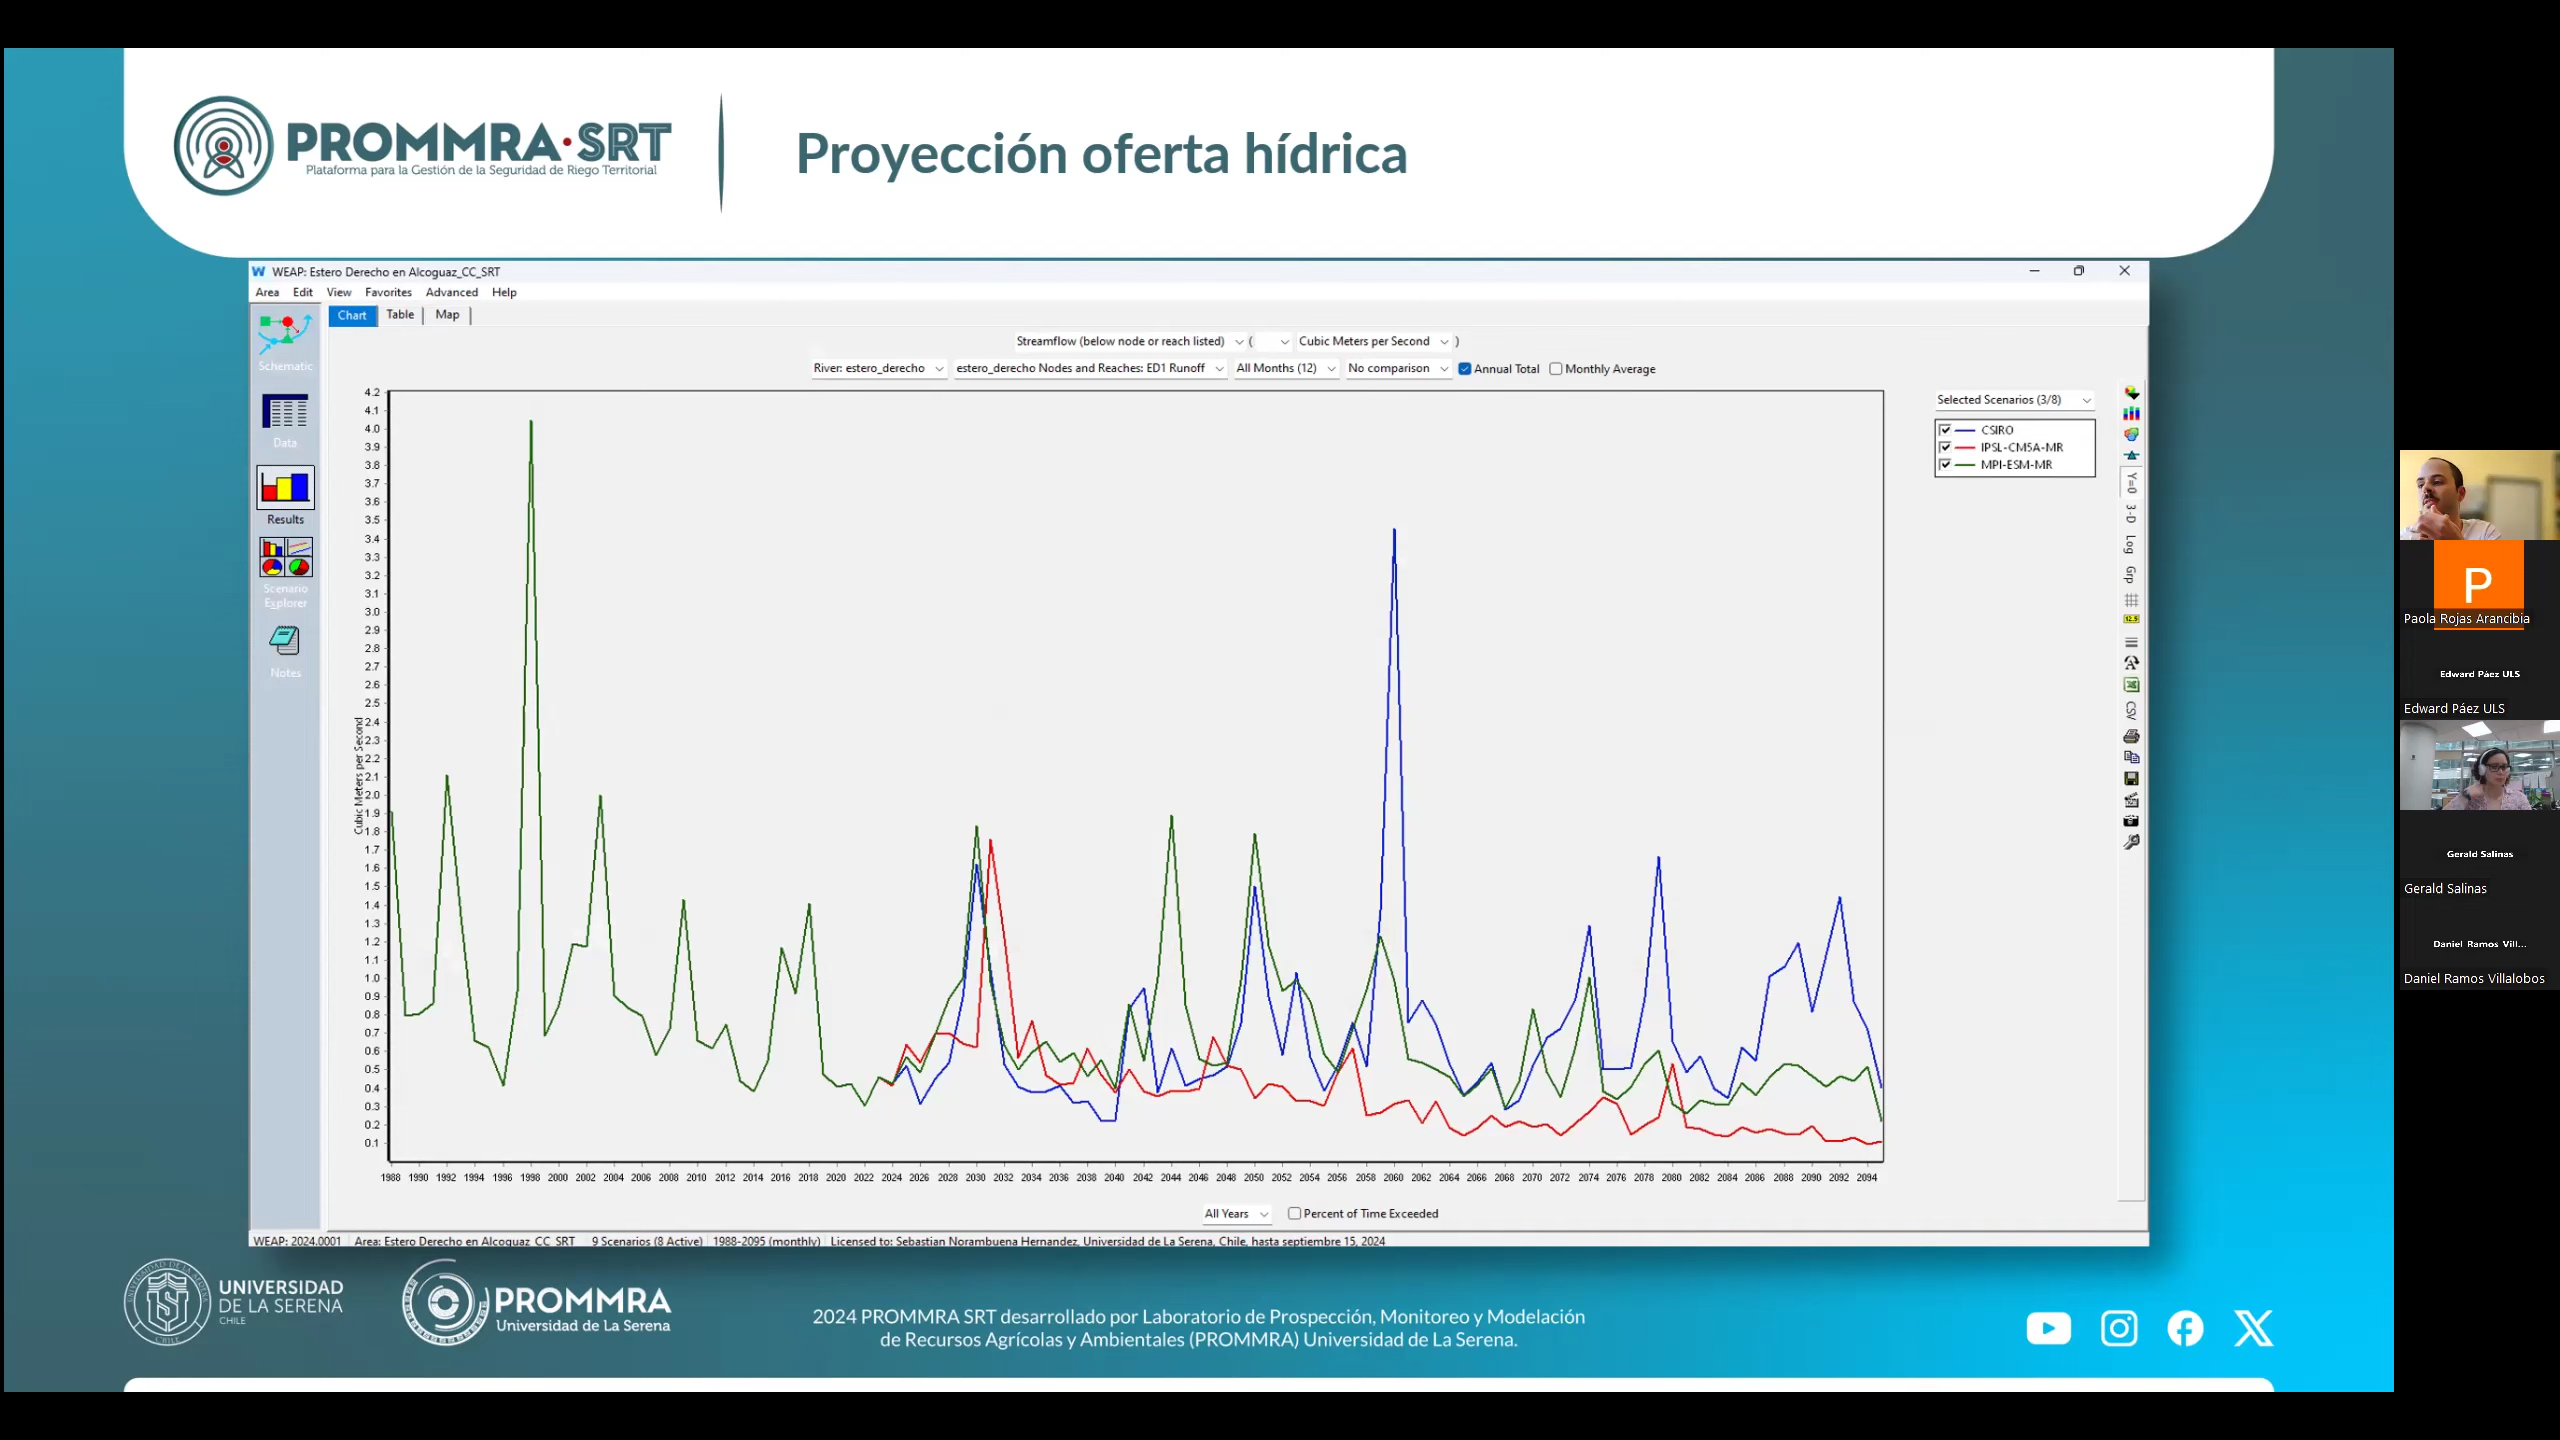 PROMMRA·SRT
Plataforma para la Gestión de la Seguridad de Riego Territorial
Proyección oferta hídrica
W WEAP: Estero Derecho en Alcoguaz_CC_SRT
Area Edit View Favorites Advanced Help
Chart Table Map
Streamflow (below node or reach listed) ( Cubic Meters per Second )
River: estero_derecho estero_derecho Nodes and Reaches: ED1 Runoff All Months (12) No comparison Annual Total Monthly Average
Schematic
Data
Results
Scenario
Explorer
Notes
Selected Scenarios (3/8)
CSIRO
IPSL-CM5A-MR
MPI-ESM-MR
Y=0
3-D
Log
Grp
12.5
CSV
Cubic Meters per Second
4.2
4.1
4.0
3.9
3.8
3.7
3.6
3.5
3.4
3.3
3.2
3.1
3.0
2.9
2.8
2.7
2.6
2.5
2.4
2.3
2.2
2.1
2.0
1.9
1.8
1.7
1.6
1.5
1.4
1.3
1.2
1.1
1.0
0.9
0.8
0.7
0.6
0.5
0.4
0.3
0.2
0.1
1988 1990 1992 1994 1996 1998 2000 2002 2004 2006 2008 2010 2012 2014 2016 2018 2020 2022 2024 2026 2028 2030 2032 2034 2036 2038 2040 2042 2044 2046 2048 2050 2052 2054 2056 2058 2060 2062 2064 2066 2068 2070 2072 2074 2076 2078 2080 2082 2084 2086 2088 2090 2092 2094
All Years Percent of Time Exceeded
WEAP: 2024.0001 Area: Estero Derecho en Alcoguaz_CC_SRT 9 Scenarios (8 Active) 1988-2095 (monthly) Licensed to: Sebastian Norambuena Hernandez, Universidad de La Serena, Chile, hasta septiembre 15, 2024
UNIVERSIDAD
DE LA SERENA
CHILE
PROMMRA
Universidad de La Serena
2024 PROMMRA SRT desarrollado por Laboratorio de Prospección, Monitoreo y Modelación
de Recursos Agrícolas y Ambientales (PROMMRA) Universidad de La Serena.
P
Paola Rojas Arancibia
Edward Páez ULS
Edward Páez ULS
Gerald Salinas
Gerald Salinas
Daniel Ramos Vill...
Daniel Ramos Villalobos